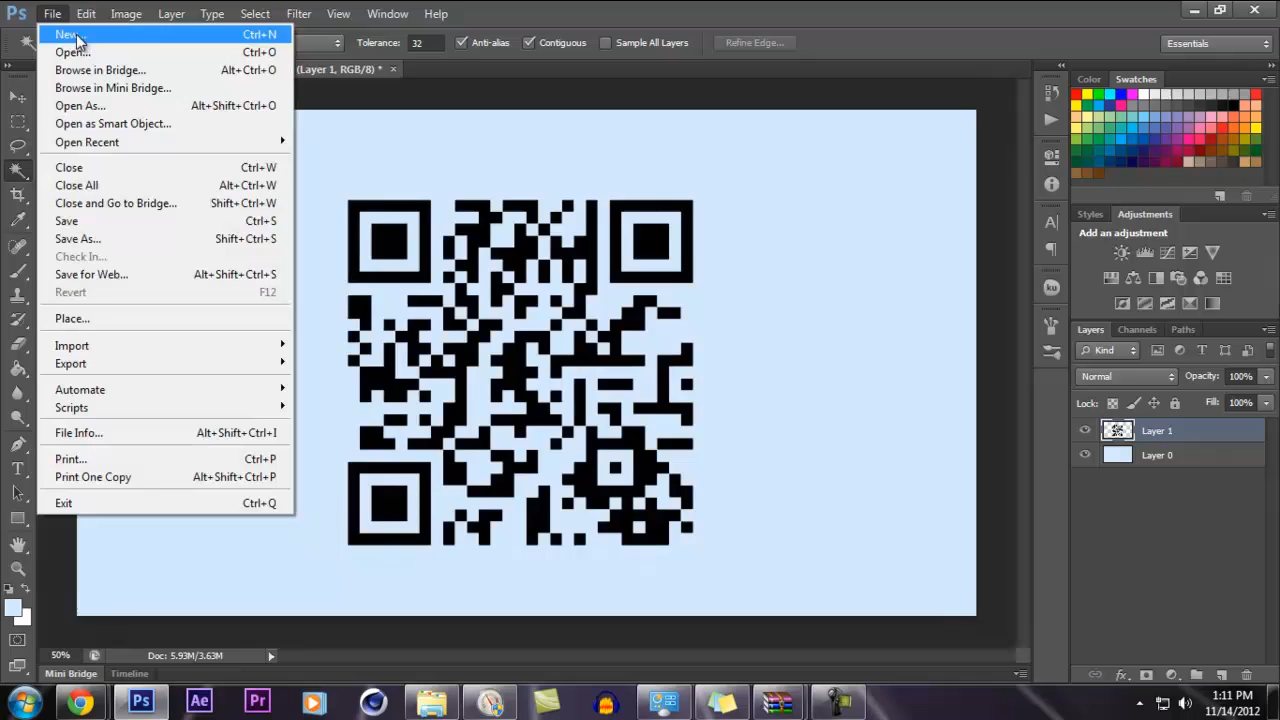 Ps File Edit Image Layer Type Select Filter View Window Help
New... Ctrl+N
Tolerance: 32 Anti-alias Contiguous Sample All Layers Refine Edge... Essentials
Open... Ctrl+O
(Layer 1, RGB/8) * ×
Browse in Bridge... Alt+Ctrl+O
Browse in Mini Bridge...
Open As... Alt+Shift+Ctrl+O
Open as Smart Object...
Open Recent
Close Ctrl+W
Close All Alt+Ctrl+W
Close and Go to Bridge... Shift+Ctrl+W
Save Ctrl+S
Save As... Shift+Ctrl+S
Check In...
Save for Web... Alt+Shift+Ctrl+S
Revert F12
Place...
Import
Export
Automate
Scripts
File Info... Alt+Shift+Ctrl+I
Print... Ctrl+P
Print One Copy Alt+Shift+Ctrl+P
Exit Ctrl+Q
Color Swatches
Styles Adjustments
Add an adjustment
ku
Layers Channels Paths
Kind
Normal Opacity: 100%
Lock: Fill: 100%
Layer 1
Layer 0
50% Doc: 5.93M/3.63M
Mini Bridge Timeline
Ps Ae Pr
1:11 PM
11/14/2012